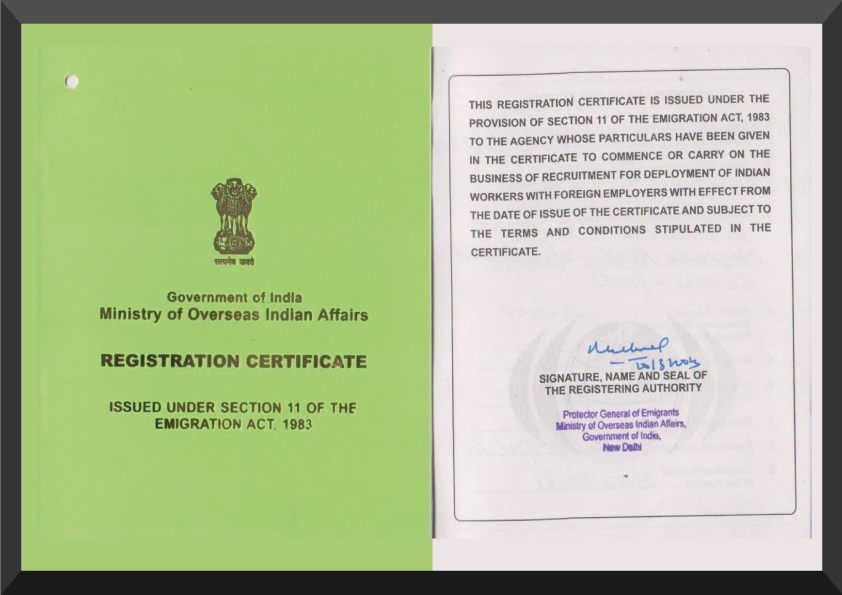 सत्यमेव जयते
Government of India
Ministry of Overseas Indian Affairs
REGISTRATION CERTIFICATE
ISSUED UNDER SECTION 11 OF THE
EMIGRATION ACT, 1983
THIS REGISTRATION CERTIFICATE IS ISSUED UNDER THE
PROVISION OF SECTION 11 OF THE EMIGRATION ACT, 1983
TO THE AGENCY WHOSE PARTICULARS HAVE BEEN GIVEN
IN THE CERTIFICATE TO COMMENCE OR CARRY ON THE
BUSINESS OF RECRUITMENT FOR DEPLOYMENT OF INDIAN
WORKERS WITH FOREIGN EMPLOYERS WITH EFFECT FROM
THE DATE OF ISSUE OF THE CERTIFICATE AND SUBJECT TO
THE TERMS AND CONDITIONS STIPULATED IN THE
CERTIFICATE.
SIGNATURE, NAME AND SEAL OF
THE REGISTERING AUTHORITY
Protector General of Emigrants
Ministry of Overseas Indian Affairs,
Government of India,
New Delhi